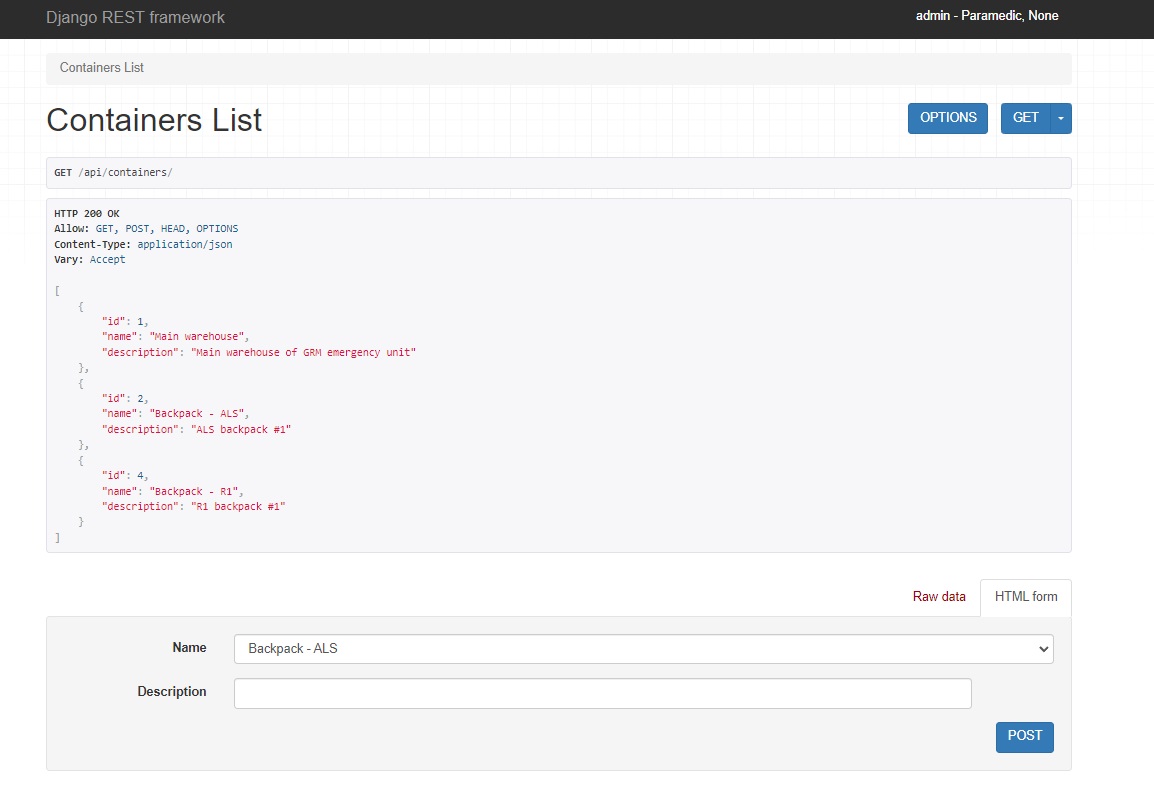 Django REST framework
admin - Paramedic, None
Containers List
Containers List
OPTIONS
GET
GET /api/containers/
HTTP 200 OK
Allow: GET, POST, HEAD, OPTIONS
Content-Type: application/json
Vary: Accept
[
    {
        "id": 1,
        "name": "Main warehouse",
        "description": "Main warehouse of GRM emergency unit"
    },
    {
        "id": 2,
        "name": "Backpack - ALS",
        "description": "ALS backpack #1"
    },
    {
        "id": 4,
        "name": "Backpack - R1",
        "description": "R1 backpack #1"
    }
]
Raw data
HTML form
Name
Backpack - ALS
Description
POST